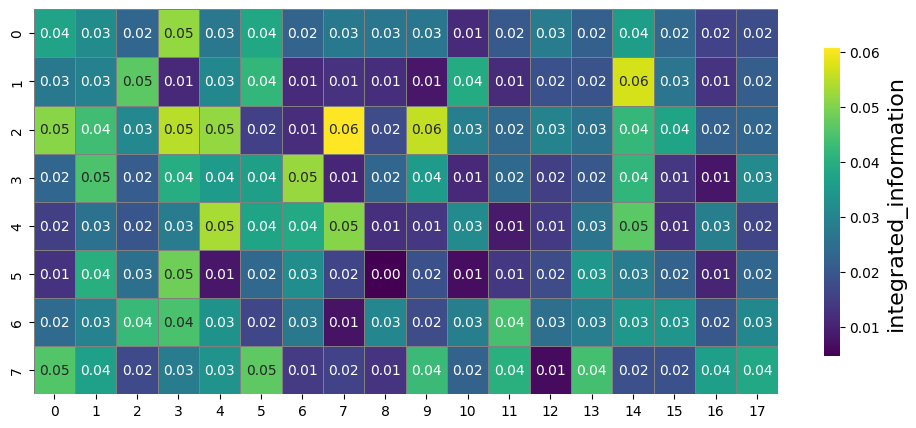 0 0.04 0.03 0.02 0.05 0.03 0.04 0.02 0.03 0.03 0.03 0.01 0.02 0.03 0.02 0.04 0.02 0.02 0.02
1 0.03 0.03 0.05 0.01 0.03 0.04 0.01 0.01 0.01 0.01 0.04 0.01 0.02 0.02 0.06 0.03 0.01 0.02
2 0.05 0.04 0.03 0.05 0.05 0.02 0.01 0.06 0.02 0.06 0.03 0.02 0.03 0.03 0.04 0.04 0.02 0.02
3 0.02 0.05 0.02 0.04 0.04 0.04 0.05 0.01 0.02 0.04 0.01 0.02 0.02 0.02 0.04 0.01 0.01 0.03
4 0.02 0.03 0.02 0.03 0.05 0.04 0.04 0.05 0.01 0.01 0.03 0.01 0.01 0.03 0.05 0.01 0.03 0.02
5 0.01 0.04 0.03 0.05 0.01 0.02 0.03 0.02 0.00 0.02 0.01 0.01 0.02 0.03 0.03 0.02 0.01 0.02
6 0.02 0.03 0.04 0.04 0.03 0.02 0.03 0.01 0.03 0.02 0.03 0.04 0.03 0.03 0.03 0.03 0.02 0.03
7 0.05 0.04 0.02 0.03 0.03 0.05 0.01 0.02 0.01 0.04 0.02 0.04 0.01 0.04 0.02 0.02 0.04 0.04
0 1 2 3 4 5 6 7 8 9 10 11 12 13 14 15 16 17
0.06
0.05
0.04
0.03
0.02
0.01
integrated_information